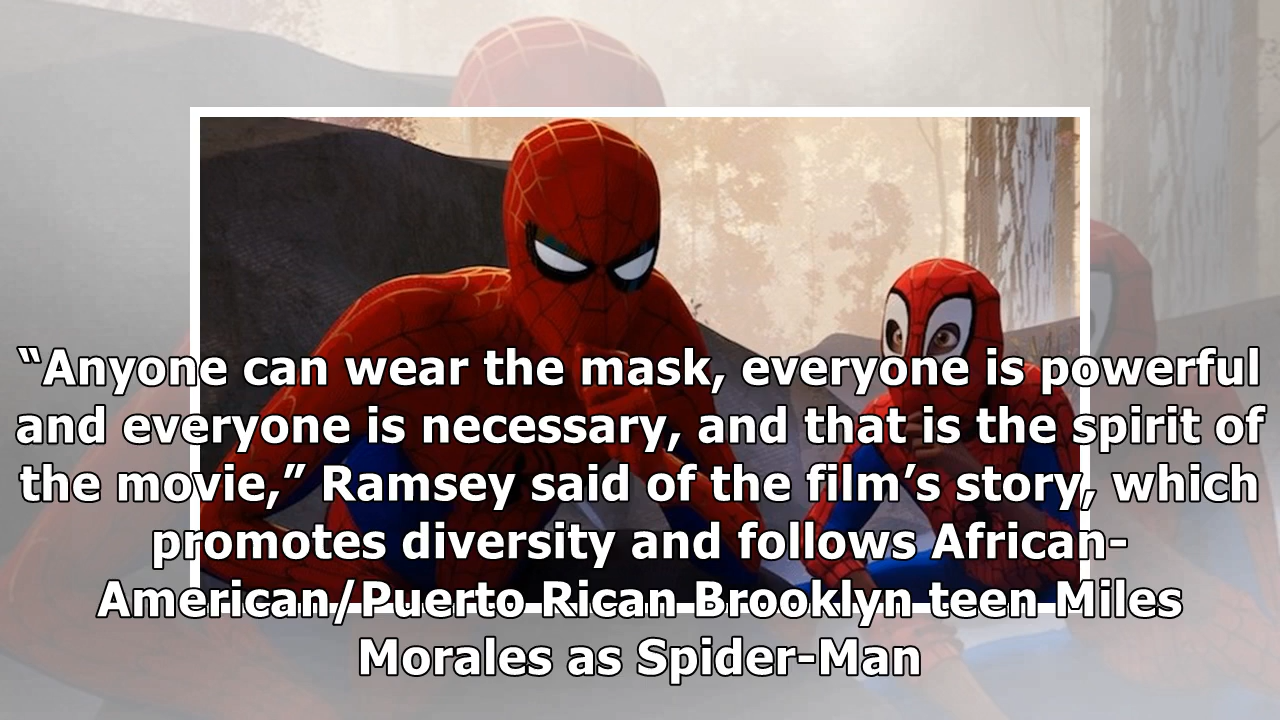 “Anyone can wear the mask, everyone is powerful
and everyone is necessary, and that is the spirit of
the movie,” Ramsey said of the film’s story, which
promotes diversity and follows African-
American/Puerto Rican Brooklyn teen Miles
Morales as Spider-Man